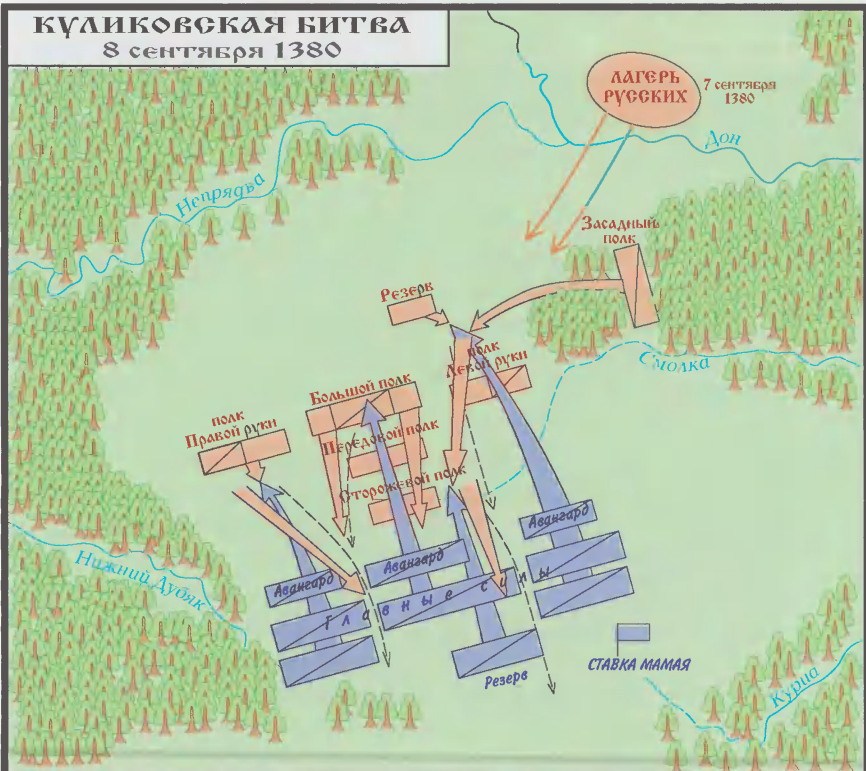 КУЛИКОВСКАЯ БИТВА
8 сентября 1380
ЛАГЕРЬ
РУССКИХ
7 сентября
1380
Дон
Непрядва
Засадный
полк
Резерв
Смолка
полк
Левой руки
Большой полк
полк
Правой руки
Передовой полк
Сторожевой полк
Авангард
Авангард
Авангард
Нижний Дубяк
Главные силы
СТАВКА МАМАЯ
Резерв
Курца